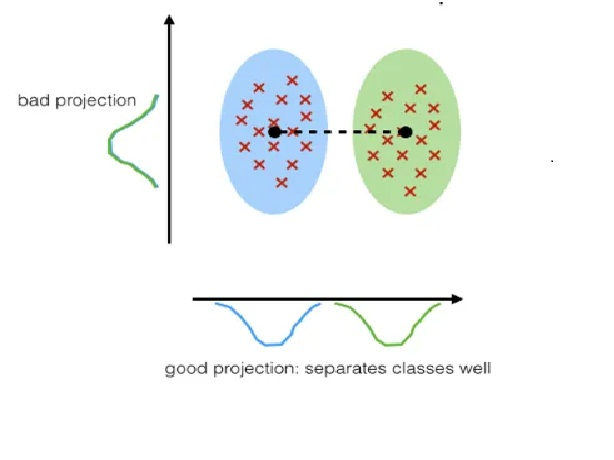 bad projection
good projection: separates classes well